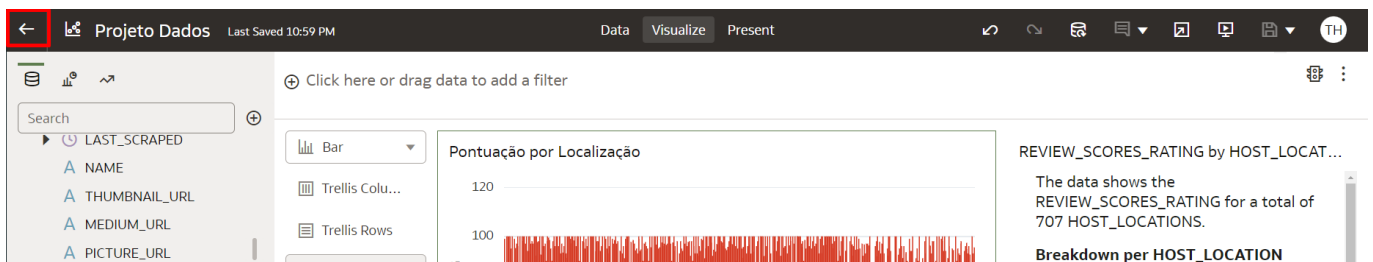 Projeto Dados Last Saved 10:59 PM Data Visualize Present TH
Click here or drag data to add a filter
Search
LAST_SCRAPED
NAME
THUMBNAIL_URL
MEDIUM_URL
PICTURE_URL
Bar
Trellis Colu...
Trellis Rows
Pontuação por Localização
120
100
REVIEW_SCORES_RATING by HOST_LOCAT...
The data shows the
REVIEW_SCORES_RATING for a total of
707 HOST_LOCATIONS.
Breakdown per HOST_LOCATION